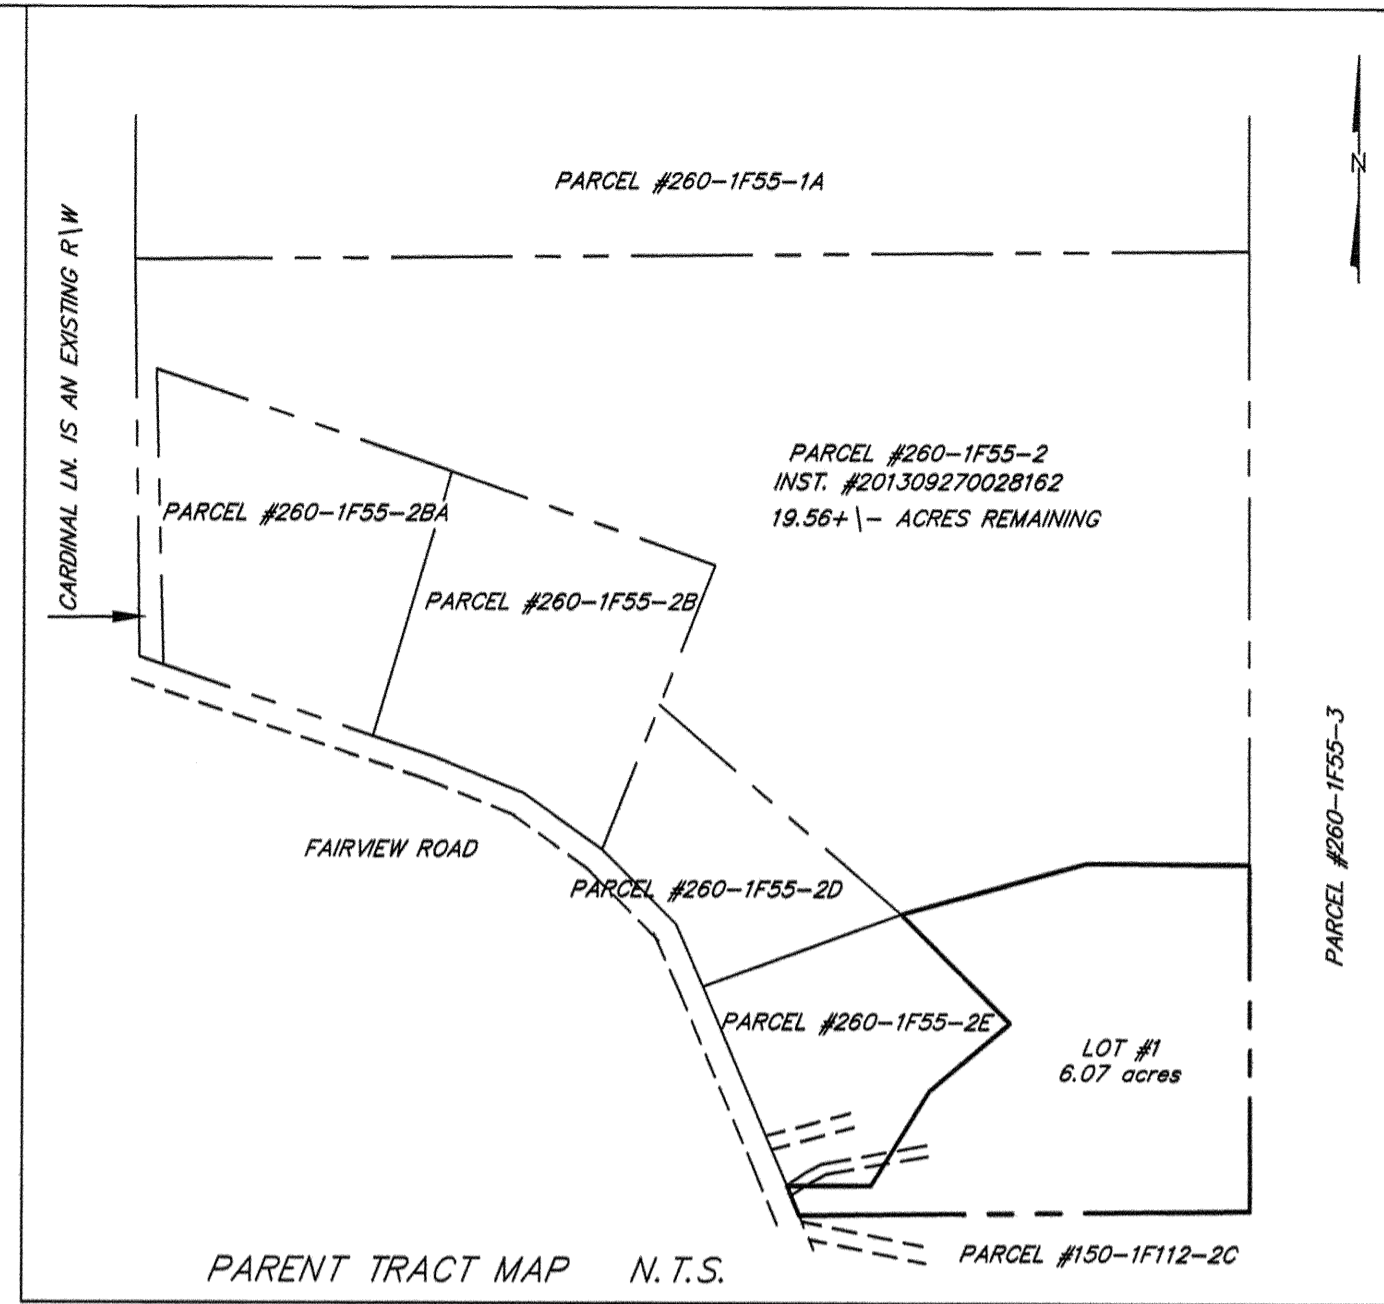 PARCEL #260-1F55-1A
N
CARDINAL LN. IS AN EXISTING R\W
PARCEL #260-1F55-2
INST. #201309270028162
19.56+\- ACRES REMAINING
PARCEL #260-1F55-2BA
PARCEL #260-1F55-2B
PARCEL #260-1F55-3
FAIRVIEW ROAD
PARCEL #260-1F55-2D
PARCEL #260-1F55-2E
LOT #1
6.07 acres
PARCEL #150-1F112-2C
PARENT TRACT MAP N.T.S.